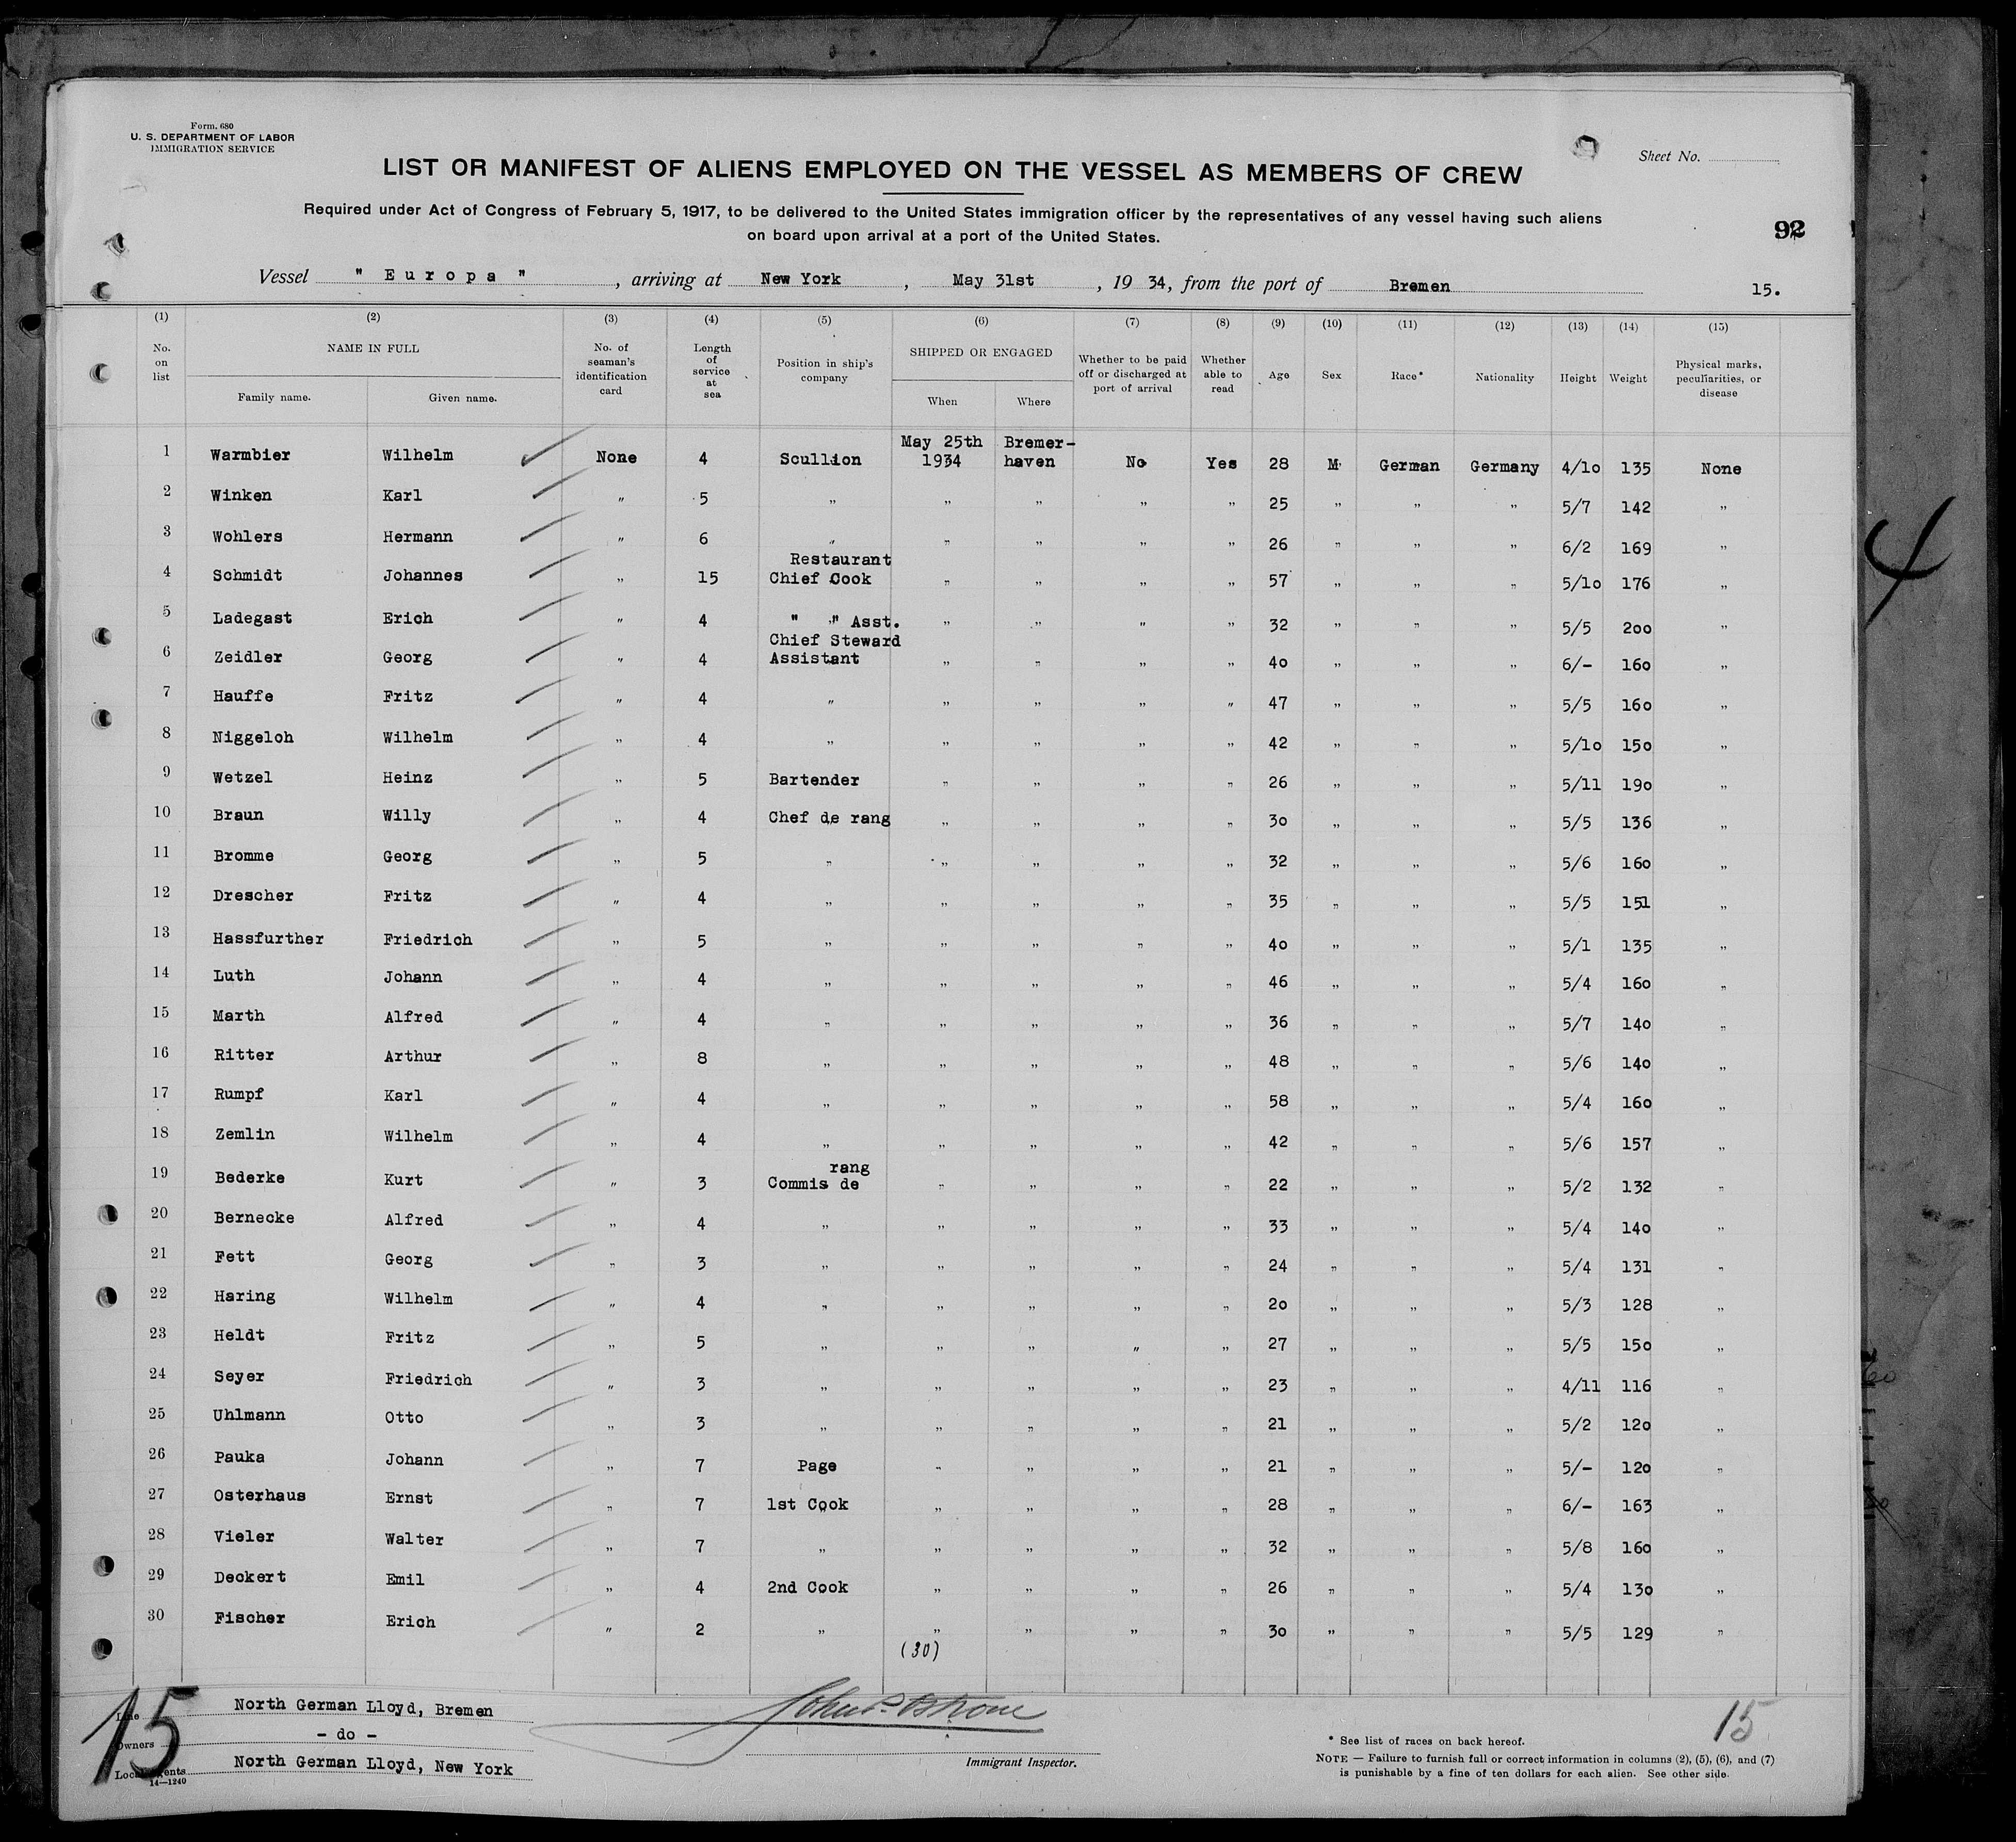 Form. 680
U. S. DEPARTMENT OF LABOR
IMMIGRATION SERVICE
Sheet No.
LIST OR MANIFEST OF ALIENS EMPLOYED ON THE VESSEL AS MEMBERS OF CREW
Required under Act of Congress of February 5, 1917, to be delivered to the United States immigration officer by the representatives of any vessel having such aliens
on board upon arrival at a port of the United States.
92
Vessel " Europa " , arriving at New York , May 31st , 19 34, from the port of Bremen 15.
(1) (2) (3) (4) (5) (6) (7) (8) (9) (10) (11) (12) (13) (14) (15)
No. on list NAME IN FULL Family name. Given name. No. of seaman's identification card Length of service at sea Position in ship's company SHIPPED OR ENGAGED When Where Whether to be paid off or discharged at port of arrival Whether able to read Age Sex Race* Nationality Height Weight Physical marks, peculiarities, or disease
1 Warmbier Wilhelm None 4 Scullion May 25th 1934 Bremer-haven No Yes 28 M German Germany 4/10 135 None
2 Winken Karl " 5 " " " " " 25 " " " 5/7 142 "
3 Wohlers Hermann " 6 " " " " " 26 " " " 6/2 169 "
4 Schmidt Johannes " 15 Restaurant Chief Cook " " " " 57 " " " 5/10 176 "
5 Ladegast Erich " 4 " " Asst. " " " " 32 " " " 5/5 200 "
6 Zeidler Georg " 4 Chief Steward Assistant " " " " 40 " " " 6/- 160 "
7 Hauffe Fritz " 4 " " " " " 47 " " " 5/5 160 "
8 Niggeloh Wilhelm " 4 " " " " " 42 " " " 5/10 150 "
9 Wetzel Heinz " 5 Bartender " " " " 26 " " " 5/11 190 "
10 Braun Willy " 4 Chef de rang " " " " 30 " " " 5/5 136 "
11 Bromme Georg " 5 " " " " " 32 " " " 5/6 160 "
12 Drescher Fritz " 4 " " " " " 35 " " " 5/5 151 "
13 Hassfurther Friedrich " 5 " " " " " 40 " " " 5/1 135 "
14 Luth Johann " 4 " " " " " 46 " " " 5/4 160 "
15 Marth Alfred " 4 " " " " " 36 " " " 5/7 140 "
16 Ritter Arthur " 8 " " " " " 48 " " " 5/6 140 "
17 Rumpf Karl " 4 " " " " " 58 " " " 5/4 160 "
18 Zemlin Wilhelm " 4 " " " " " 42 " " " 5/6 157 "
19 Bederke Kurt " 3 Commis de rang " " " " 22 " " " 5/2 132 "
20 Bernecke Alfred " 4 " " " " " 33 " " " 5/4 140 "
21 Fett Georg " 3 " " " " " 24 " " " 5/4 131 "
22 Haring Wilhelm " 4 " " " " " 20 " " " 5/3 128 "
23 Heldt Fritz " 5 " " " " " 27 " " " 5/5 150 "
24 Seyer Friedrich " 3 " " " " " 23 " " " 4/11 116 "
25 Uhlmann Otto " 3 " " " " " 21 " " " 5/2 120 "
26 Pauka Johann " 7 Page " " " " 21 " " " 5/- 120 "
27 Osterhaus Ernst " 7 1st Cook " " " " 28 " " " 6/- 163 "
28 Vieler Walter " 7 " " " " " 32 " " " 5/8 160 "
29 Deckert Emil " 4 2nd Cook " " " " 26 " " " 5/4 130 "
30 Fischer Erich " 2 " " " " " 30 " " " 5/5 129 "
(30)
4
15
Line North German Lloyd, Bremen
Owners - do -
Local Agents North German Lloyd, New York
14—1240
Immigrant Inspector.
15
* See list of races on back hereof.
NOTE — Failure to furnish full or correct information in columns (2), (5), (6), and (7)
is punishable by a fine of ten dollars for each alien. See other side.